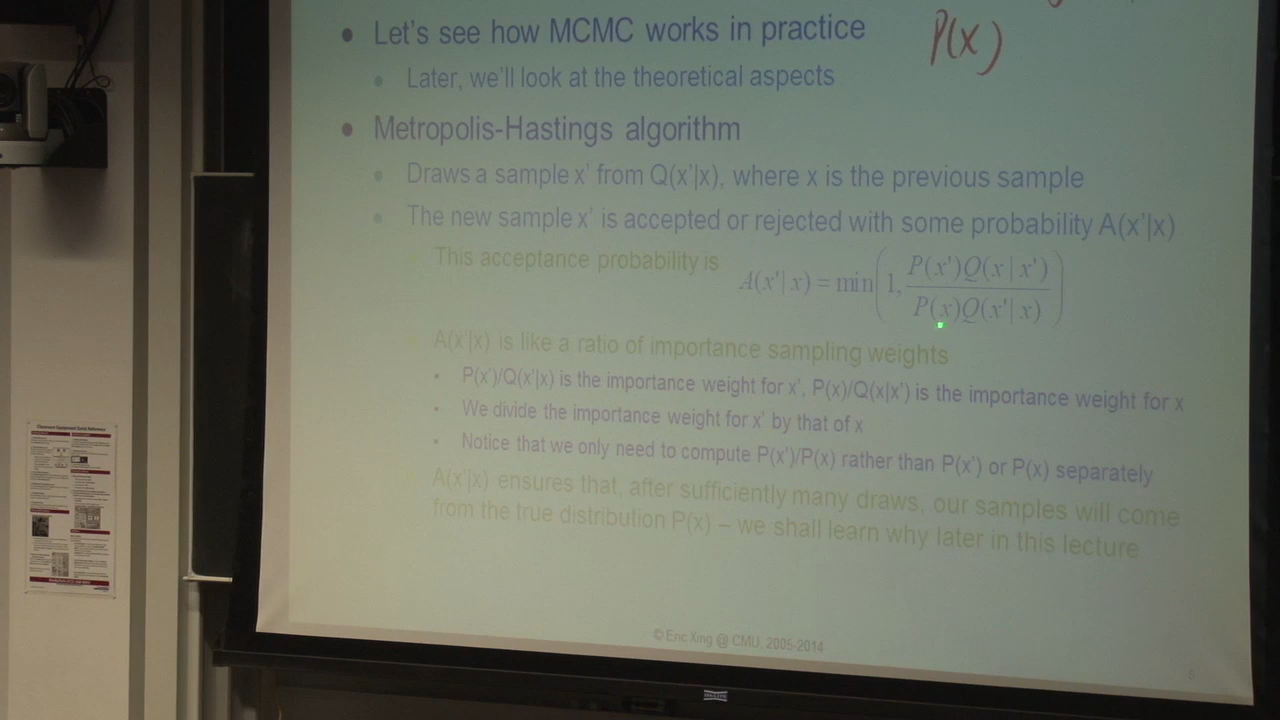 P(x)
• Let's see how MCMC works in practice
• Later, we'll look at the theoretical aspects
• Metropolis-Hastings algorithm
• Draws a sample x' from Q(x'|x), where x is the previous sample
• The new sample x' is accepted or rejected with some probability A(x'|x)
• This acceptance probability is A(x'|x) = min(1, P(x')Q(x|x') / P(x)Q(x'|x))
• A(x'|x) is like a ratio of importance sampling weights
• P(x')/Q(x'|x) is the importance weight for x', P(x)/Q(x|x') is the importance weight for x
• We divide the importance weight for x' by that of x
• Notice that we only need to compute P(x')/P(x) rather than P(x') or P(x) separately
• A(x'|x) ensures that, after sufficiently many draws, our samples will come
from the true distribution P(x) – we shall learn why later in this lecture
© Eric Xing @ CMU, 2005-2014